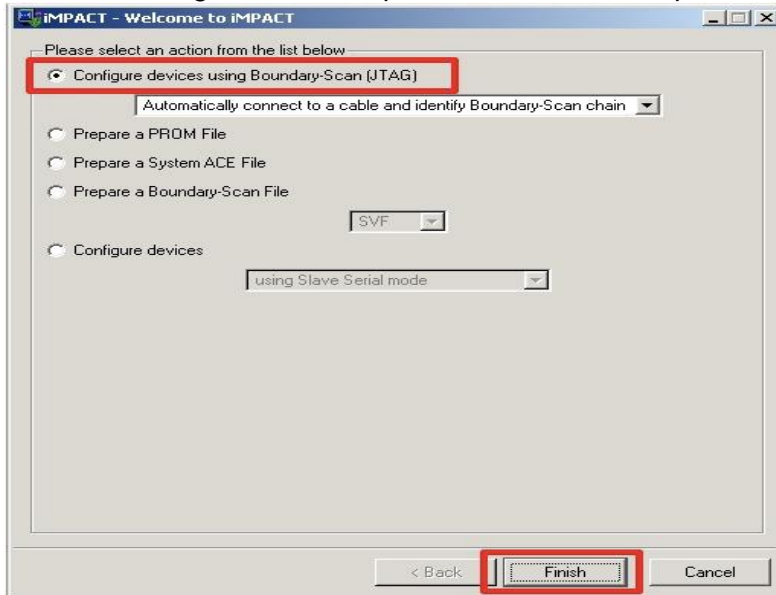 iMPACT - Welcome to iMPACT
Please select an action from the list below
Configure devices using Boundary-Scan (JTAG)
Automatically connect to a cable and identify Boundary-Scan chain
Prepare a PROM File
Prepare a System ACE File
Prepare a Boundary-Scan File
SVF
Configure devices
using Slave Serial mode
< Back Finish Cancel